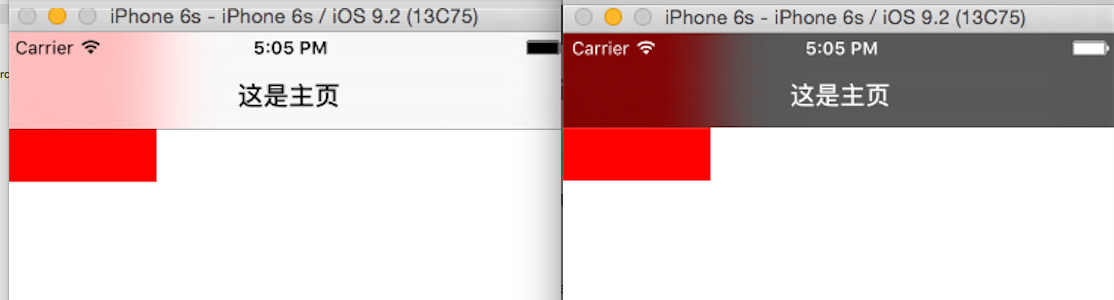 iPhone 6s - iPhone 6s / iOS 9.2 (13C75)
Carrier 5:05 PM
这是主页
iPhone 6s - iPhone 6s / iOS 9.2 (13C75)
Carrier 5:05 PM
这是主页